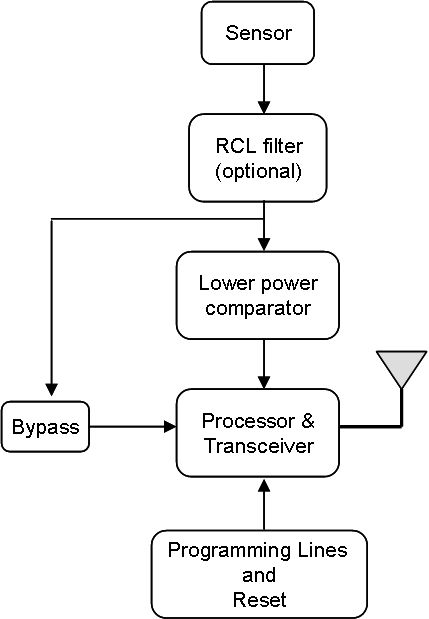 Sensor
RCL filter
(optional)
Lower power
comparator
Bypass
Processor &
Transceiver
Programming Lines
and
Reset